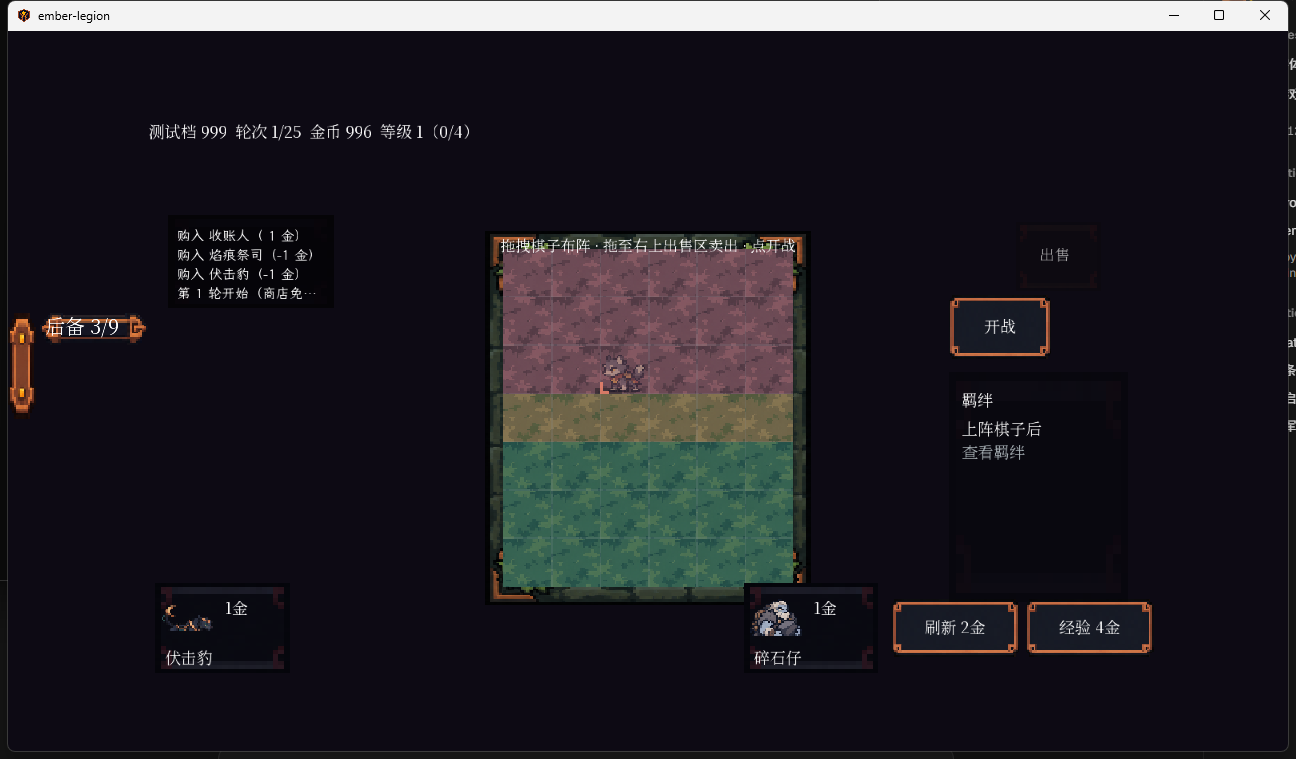 ember-legion
测试档 999 轮次 1/25 金币 996 等级 1（0/4）
购入 收账人（ 1 金）
购入 焰痕祭司（-1 金）
购入 伏击豹（-1 金）
第 1 轮开始（商店免…
后备 3/9
拖拽棋子布阵 · 拖至右上出售区卖出 · 点开战
出售
开战
羁绊
上阵棋子后
查看羁绊
1金
伏击豹
1金
碎石仔
刷新 2金
经验 4金